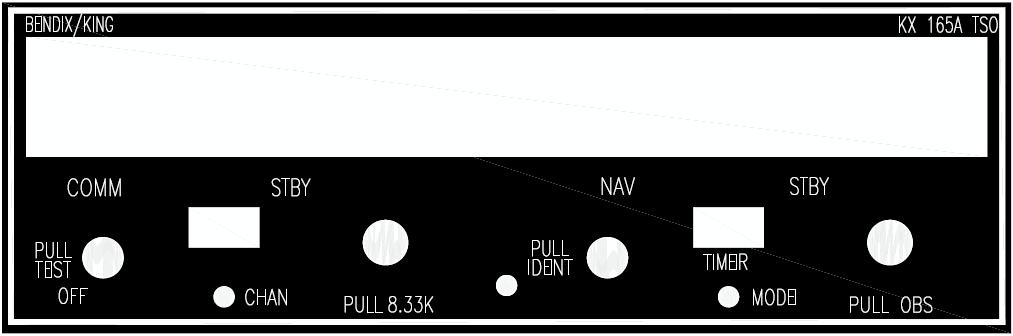 BENDIX/KING
KX 165A TSO
COMM
STBY
NAV
STBY
PULL
TEST
OFF
CHAN
PULL 8.33K
PULL
IDENT
TIMER
MODE
PULL OBS